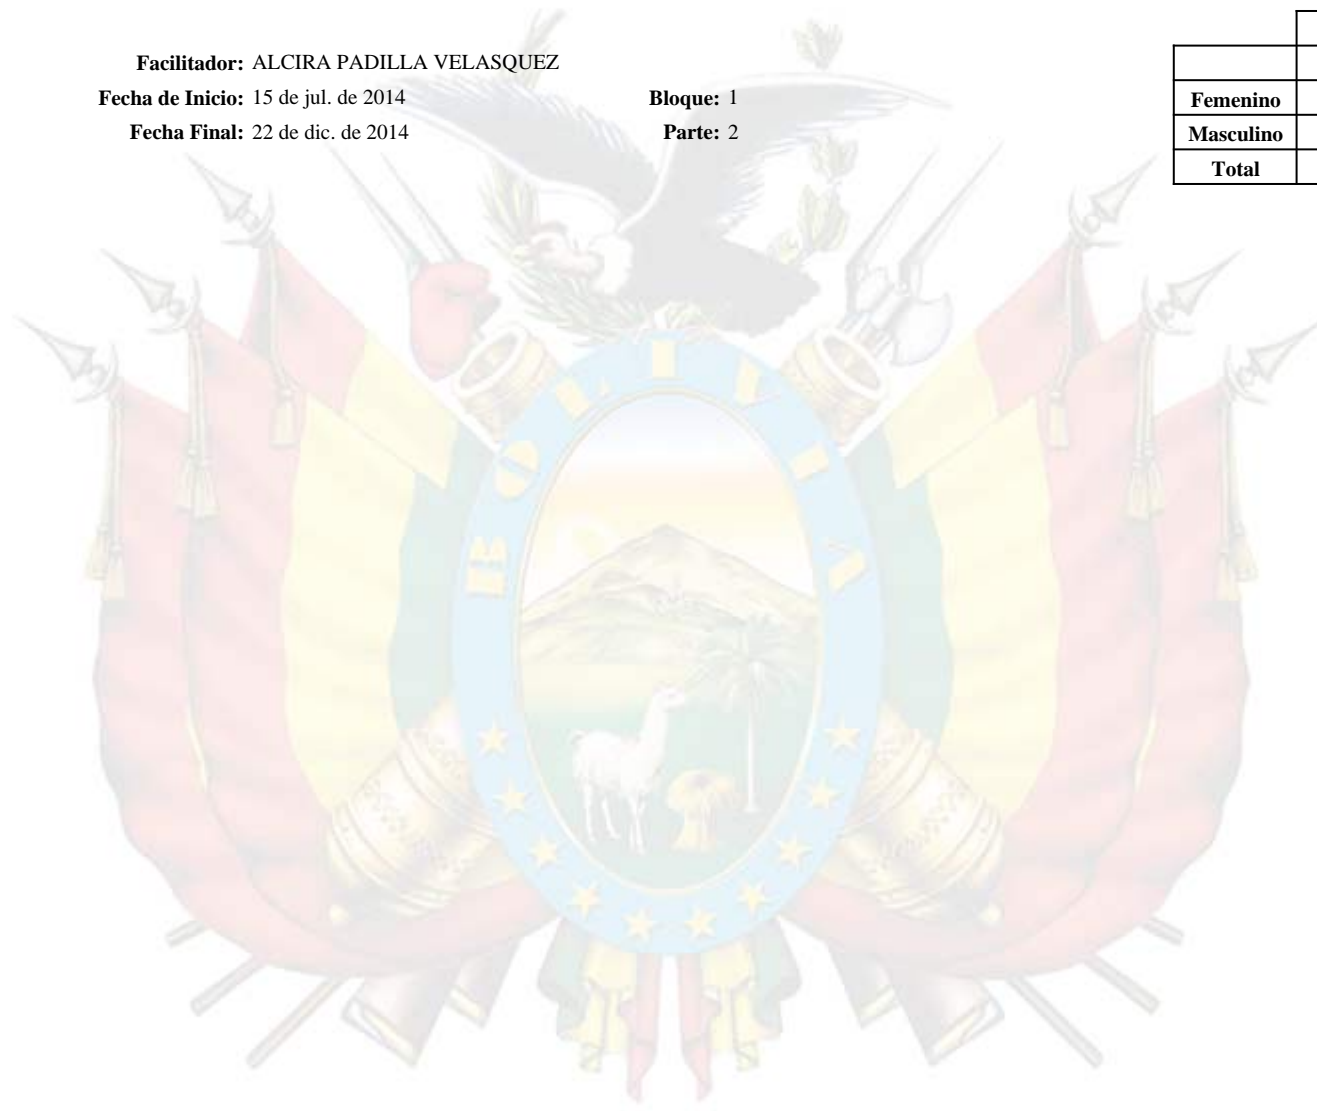 Facilitador: ALCIRA PADILLA VELASQUEZ
Fecha de Inicio: 15 de jul. de 2014 Bloque: 1
Fecha Final: 22 de dic. de 2014 Parte: 2
Femenino
Masculino
Total
BOLIVIA